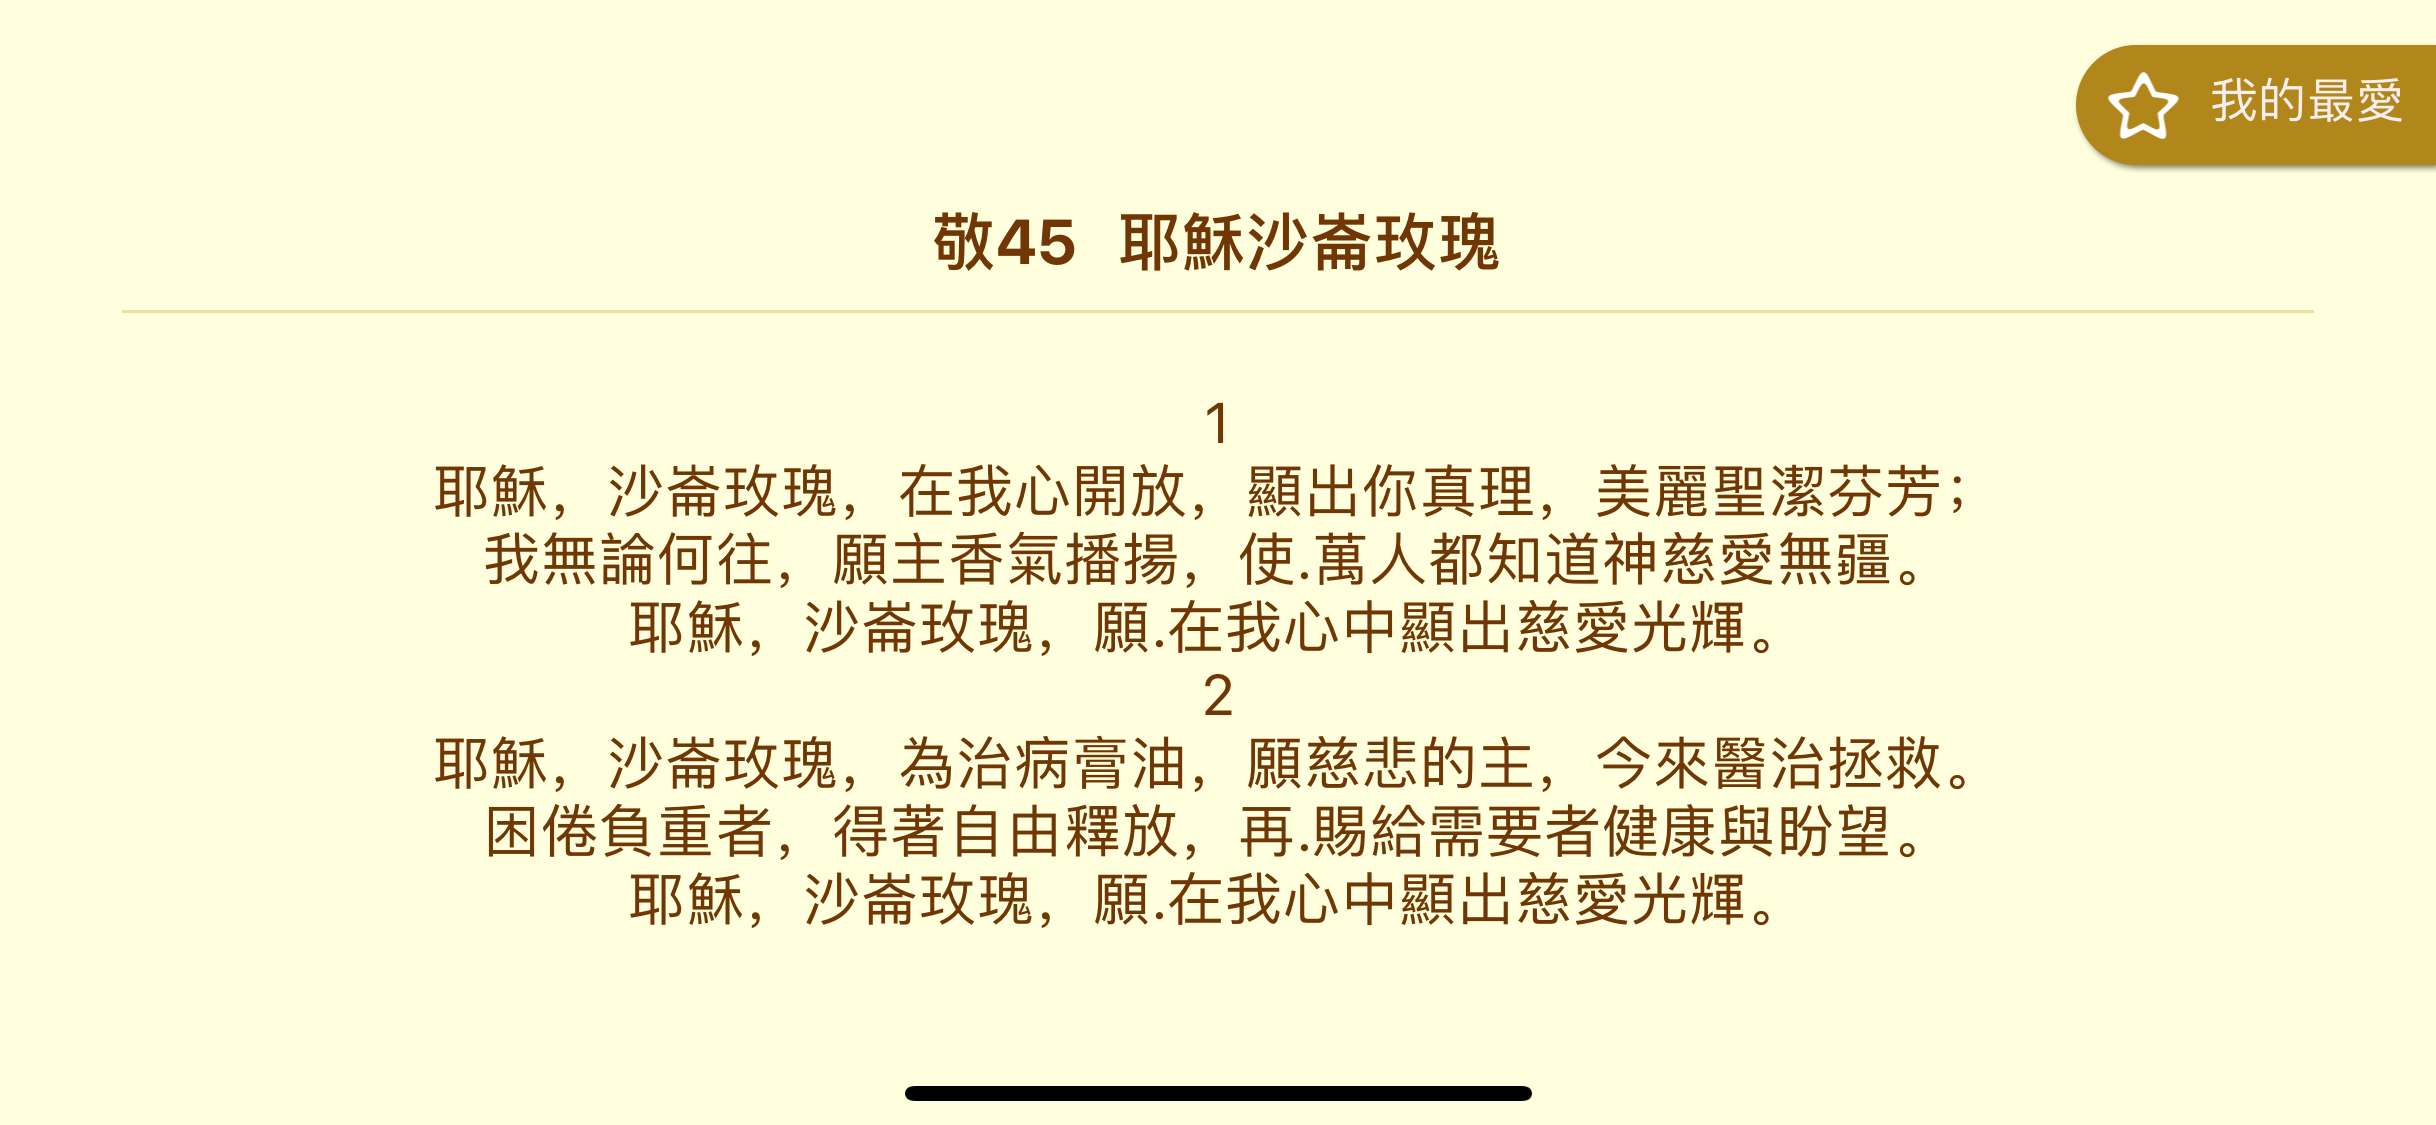 我的最愛
敬45 耶穌沙崙玫瑰
1
耶穌，沙崙玫瑰，在我心開放，顯出你真理，美麗聖潔芬芳；
我無論何往，願主香氣播揚，使.萬人都知道神慈愛無疆。
耶穌，沙崙玫瑰，願.在我心中顯出慈愛光輝。
2
耶穌，沙崙玫瑰，為治病膏油，願慈悲的主，今來醫治拯救。
困倦負重者，得著自由釋放，再.賜給需要者健康與盼望。
耶穌，沙崙玫瑰，願.在我心中顯出慈愛光輝。